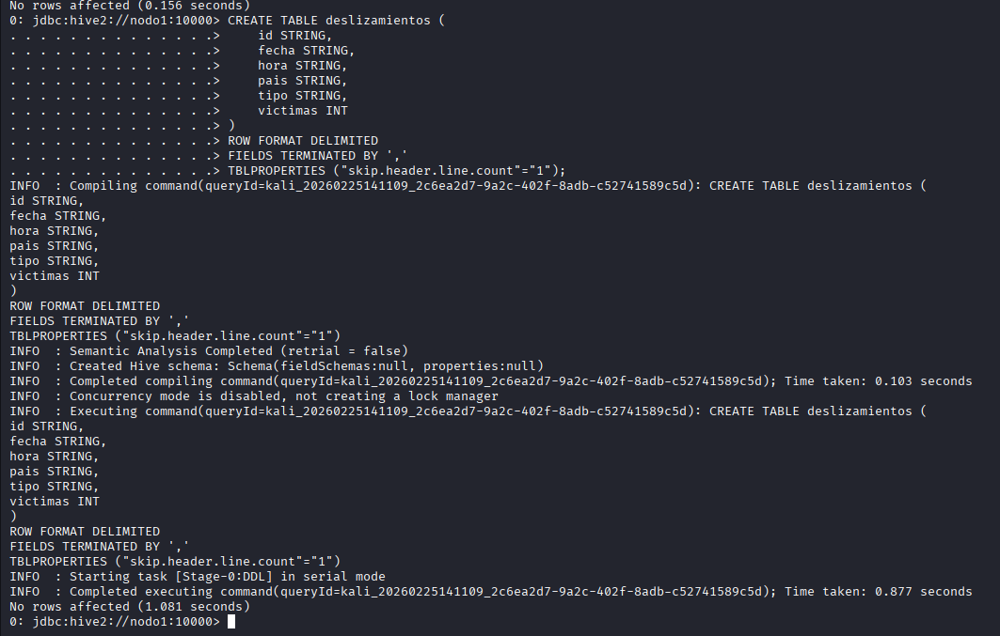 No rows affected (0.156 seconds)
0: jdbc:hive2://nodo1:10000> CREATE TABLE deslizamientos (
. . . . . . . . . . . . . .>     id STRING,
. . . . . . . . . . . . . .>     fecha STRING,
. . . . . . . . . . . . . .>     hora STRING,
. . . . . . . . . . . . . .>     pais STRING,
. . . . . . . . . . . . . .>     tipo STRING,
. . . . . . . . . . . . . .>     victimas INT
. . . . . . . . . . . . . .> )
. . . . . . . . . . . . . .> ROW FORMAT DELIMITED
. . . . . . . . . . . . . .> FIELDS TERMINATED BY ','
. . . . . . . . . . . . . .> TBLPROPERTIES ("skip.header.line.count"="1");
INFO  : Compiling command(queryId=kali_20260225141109_2c6ea2d7-9a2c-402f-8adb-c52741589c5d): CREATE TABLE deslizamientos (
id STRING,
fecha STRING,
hora STRING,
pais STRING,
tipo STRING,
victimas INT
)
ROW FORMAT DELIMITED
FIELDS TERMINATED BY ','
TBLPROPERTIES ("skip.header.line.count"="1")
INFO  : Semantic Analysis Completed (retrial = false)
INFO  : Created Hive schema: Schema(fieldSchemas:null, properties:null)
INFO  : Completed compiling command(queryId=kali_20260225141109_2c6ea2d7-9a2c-402f-8adb-c52741589c5d); Time taken: 0.103 seconds
INFO  : Concurrency mode is disabled, not creating a lock manager
INFO  : Executing command(queryId=kali_20260225141109_2c6ea2d7-9a2c-402f-8adb-c52741589c5d): CREATE TABLE deslizamientos (
id STRING,
fecha STRING,
hora STRING,
pais STRING,
tipo STRING,
victimas INT
)
ROW FORMAT DELIMITED
FIELDS TERMINATED BY ','
TBLPROPERTIES ("skip.header.line.count"="1")
INFO  : Starting task [Stage-0:DDL] in serial mode
INFO  : Completed executing command(queryId=kali_20260225141109_2c6ea2d7-9a2c-402f-8adb-c52741589c5d); Time taken: 0.877 seconds
No rows affected (1.081 seconds)
0: jdbc:hive2://nodo1:10000>